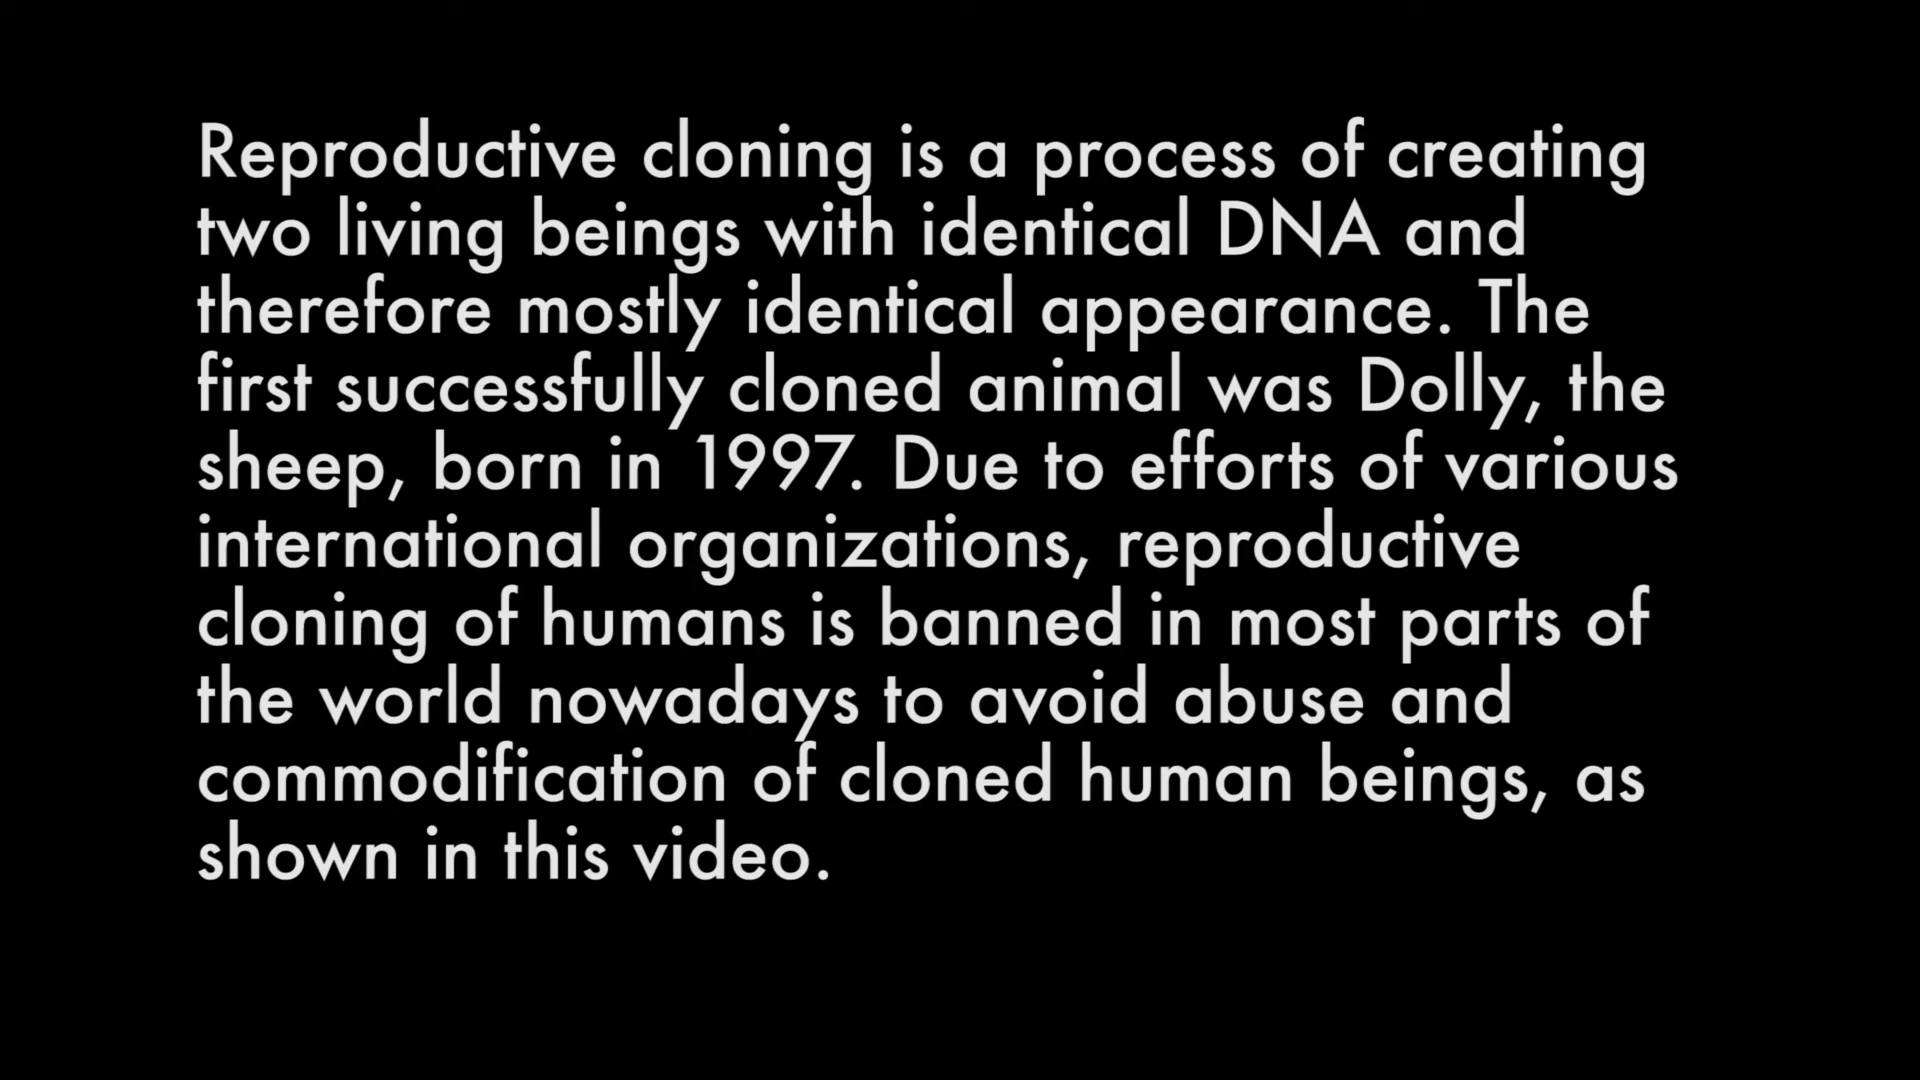 Reproductive cloning is a process of creating
two living beings with identical DNA and
therefore mostly identical appearance. The
first successfully cloned animal was Dolly, the
sheep, born in 1997. Due to efforts of various
international organizations, reproductive
cloning of humans is banned in most parts of
the world nowadays to avoid abuse and
commodification of cloned human beings, as
shown in this video.